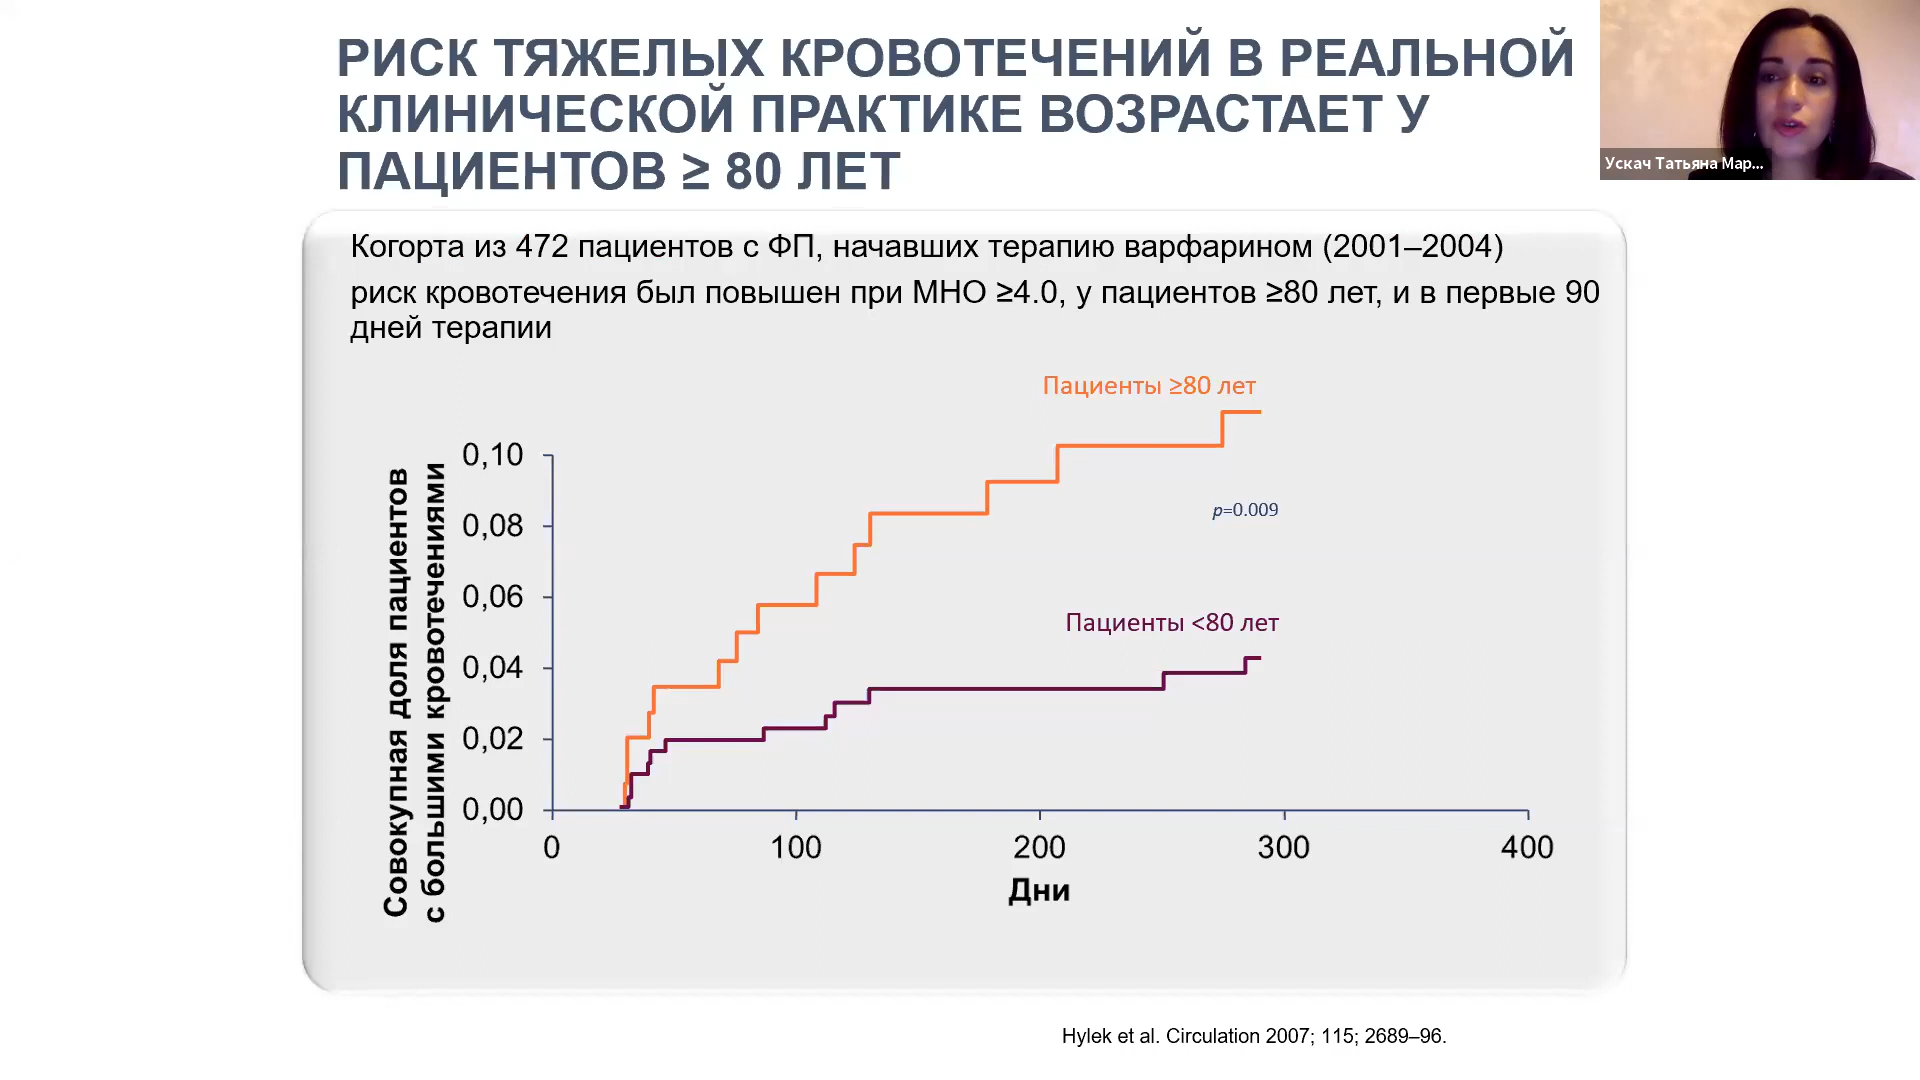 РИСК ТЯЖЕЛЫХ КРОВОТЕЧЕНИЙ В РЕАЛЬНОЙ
КЛИНИЧЕСКОЙ ПРАКТИКЕ ВОЗРАСТАЕТ У
ПАЦИЕНТОВ ≥ 80 ЛЕТ
Ускач Татьяна Мар...
Когорта из 472 пациентов с ФП, начавших терапию варфарином (2001–2004)
риск кровотечения был повышен при МНО ≥4.0, у пациентов ≥80 лет, и в первые 90
дней терапии
Пациенты ≥80 лет
p=0.009
Пациенты <80 лет
Совокупная доля пациентов
с большими кровотечениями
0,10
0,08
0,06
0,04
0,02
0,00
0 100 200 300 400
Дни
Hylek et al. Circulation 2007; 115; 2689–96.